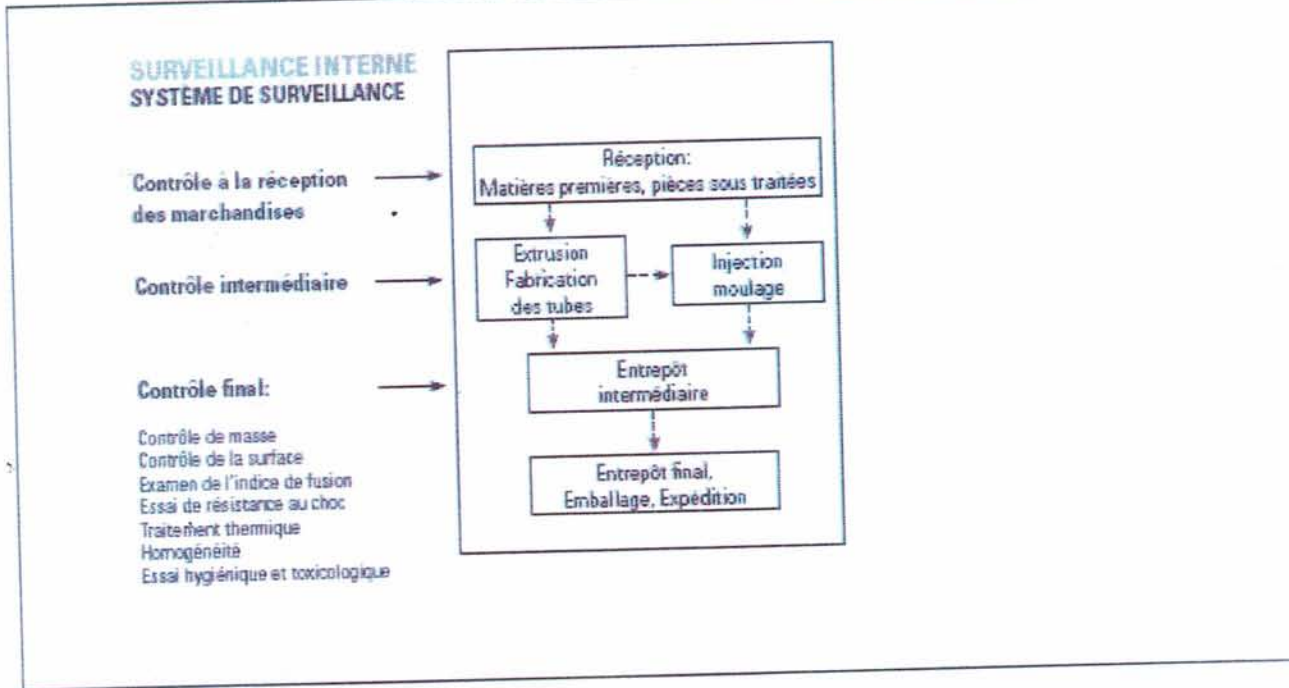 SURVEILLANCE INTERNE
SYSTÈME DE SURVEILLANCE
Contrôle à la réception
des marchandises
Contrôle intermédiaire
Contrôle final:
Contrôle de masse
Contrôle de la surface
Examen de l'indice de fusion
Essai de résistance au choc
Traitement thermique
Homogénéité
Essai hygiénique et toxicologique
Réception:
Matières premières, pièces sous traitées
Extrusion
Fabrication
des tubes
Injection
moulage
Entrepôt
intermédiaire
Entrepôt final,
Emballage, Expédition